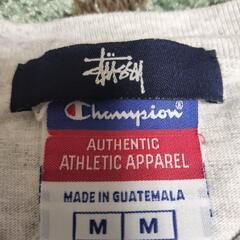 Stüssy
Champion®
AUTHENTIC
ATHLETIC APPAREL
MADE IN GUATEMALA
M M